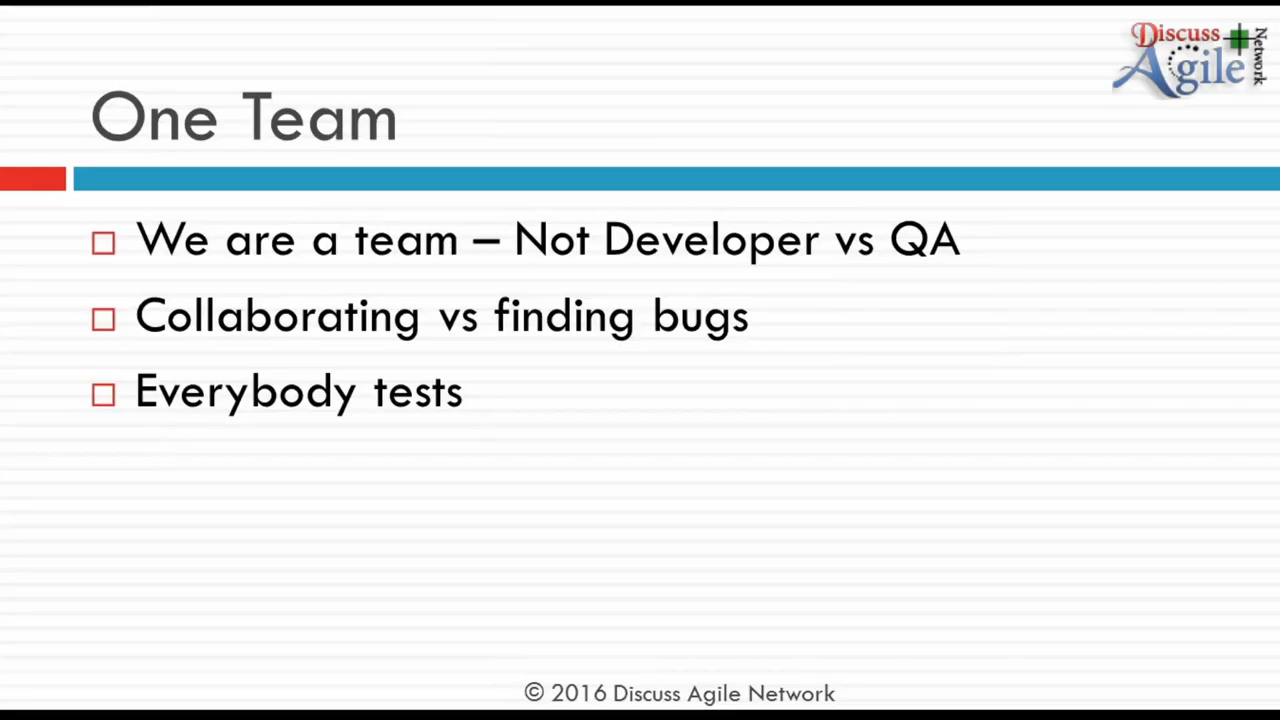 Discuss
Agile
Network
One Team
We are a team – Not Developer vs QA
Collaborating vs finding bugs
Everybody tests
© 2016 Discuss Agile Network